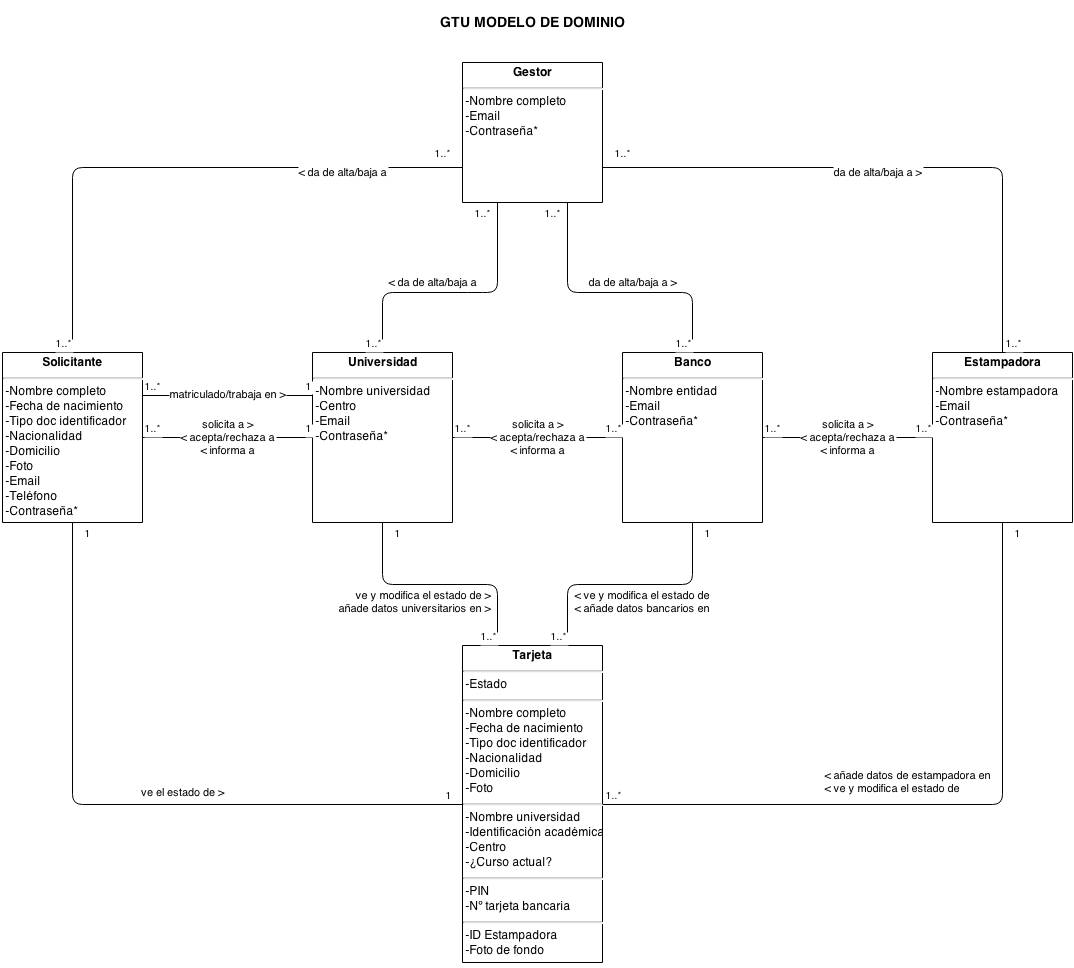 GTU MODELO DE DOMINIO
Gestor
-Nombre completo
-Email
-Contraseña*
1..*
1..*
< da de alta/baja a
da de alta/baja a >
1..*
1..*
< da de alta/baja a
da de alta/baja a >
1..*
1..*
1..*
1..*
Solicitante
-Nombre completo
-Fecha de nacimiento
-Tipo doc identificador
-Nacionalidad
-Domicilio
-Foto
-Email
-Teléfono
-Contraseña*
1..*
matriculado/trabaja en >
1
1..*
solicita a >
< acepta/rechaza a
< informa a
1
Universidad
-Nombre universidad
-Centro
-Email
-Contraseña*
1..*
solicita a >
< acepta/rechaza a
< informa a
1..*
Banco
-Nombre entidad
-Email
-Contraseña*
1..*
solicita a >
< acepta/rechaza a
< informa a
1..*
Estampadora
-Nombre estampadora
-Email
-Contraseña*
1
1
1
1
ve y modifica el estado de >
añade datos universitarios en >
< ve y modifica el estado de
< añade datos bancarios en
1..*
1..*
Tarjeta
-Estado
-Nombre completo
-Fecha de nacimiento
-Tipo doc identificador
-Nacionalidad
-Domicilio
-Foto
ve el estado de >
1
1..*
< añade datos de estampadora en
< ve y modifica el estado de
-Nombre universidad
-Identificación académica
-Centro
-¿Curso actual?
-PIN
-Nº tarjeta bancaria
-ID Estampadora
-Foto de fondo